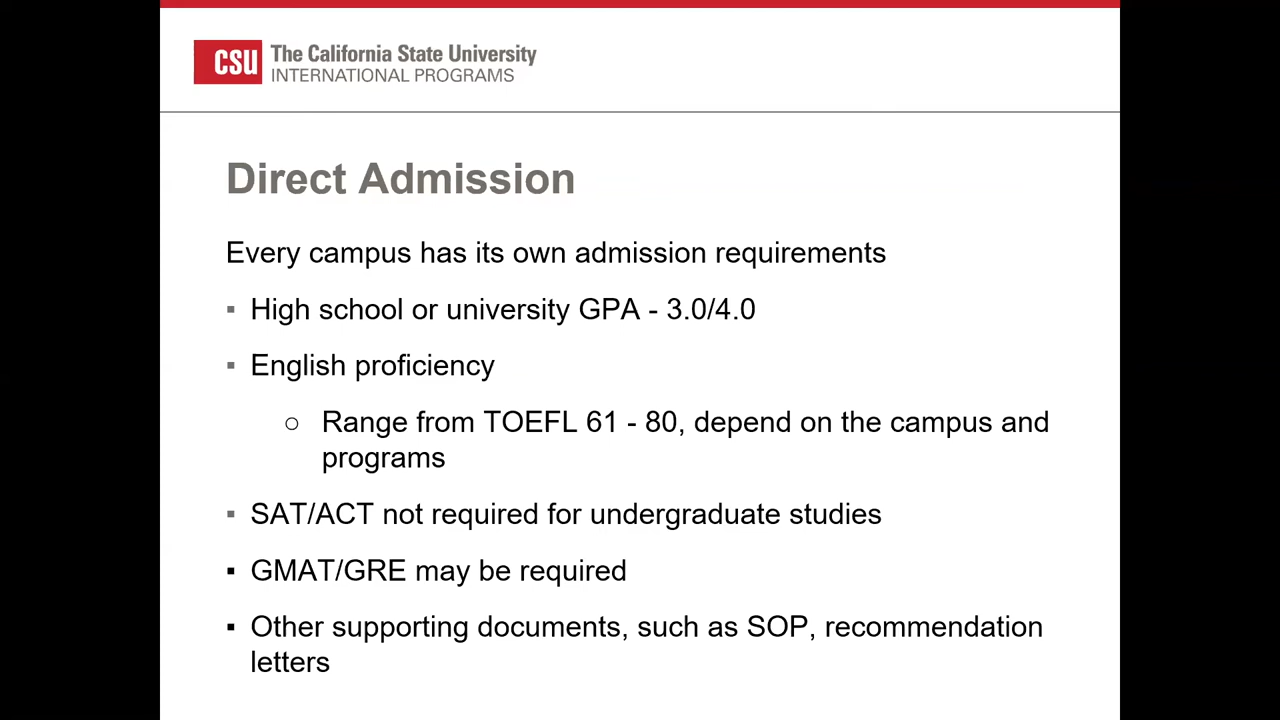 CSU The California State University
INTERNATIONAL PROGRAMS
Direct Admission
Every campus has its own admission requirements
▪ High school or university GPA - 3.0/4.0
▪ English proficiency
○ Range from TOEFL 61 - 80, depend on the campus and
programs
▪ SAT/ACT not required for undergraduate studies
▪ GMAT/GRE may be required
▪ Other supporting documents, such as SOP, recommendation
letters